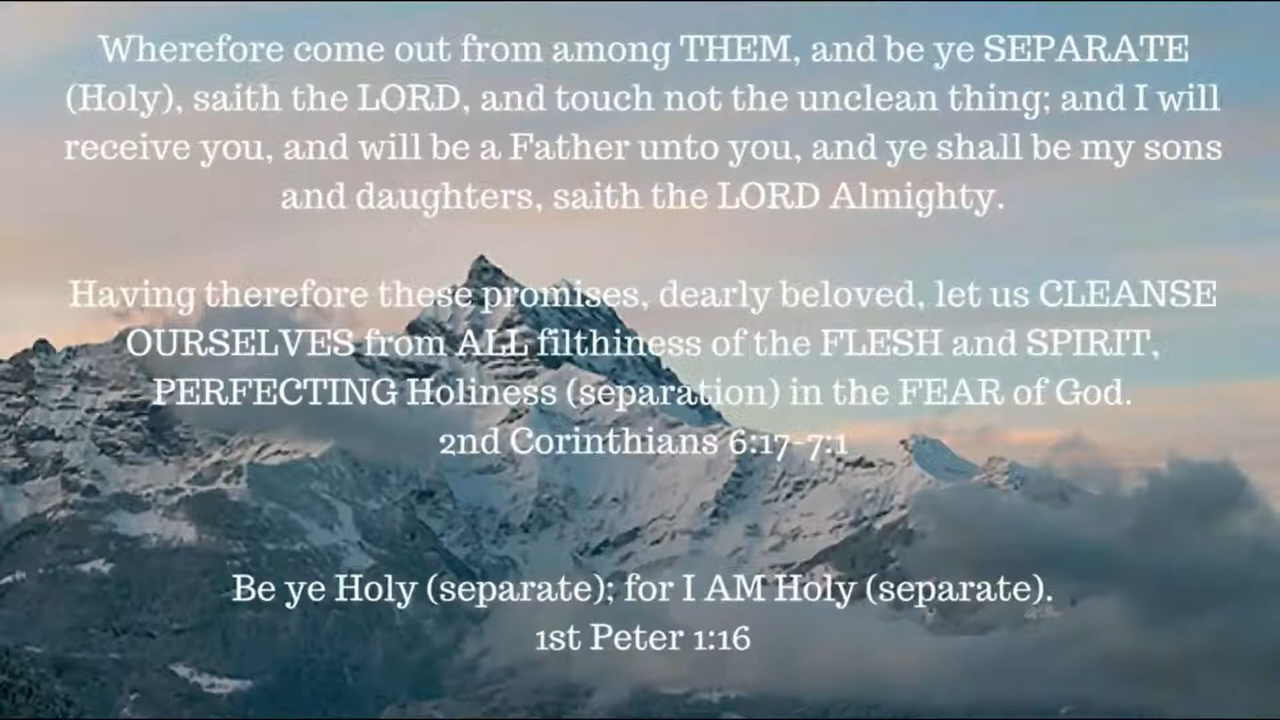 Wherefore come out from among THEM, and be ye SEPARATE
(Holy), saith the LORD, and touch not the unclean thing; and I will
receive you, and will be a Father unto you, and ye shall be my sons
and daughters, saith the LORD Almighty.
Having therefore these promises, dearly beloved, let us CLEANSE
OURSELVES from ALL filthiness of the FLESH and SPIRIT,
PERFECTING Holiness (separation) in the FEAR of God.
2nd Corinthians 6:17-7:1
Be ye Holy (separate); for I AM Holy (separate).
1st Peter 1:16